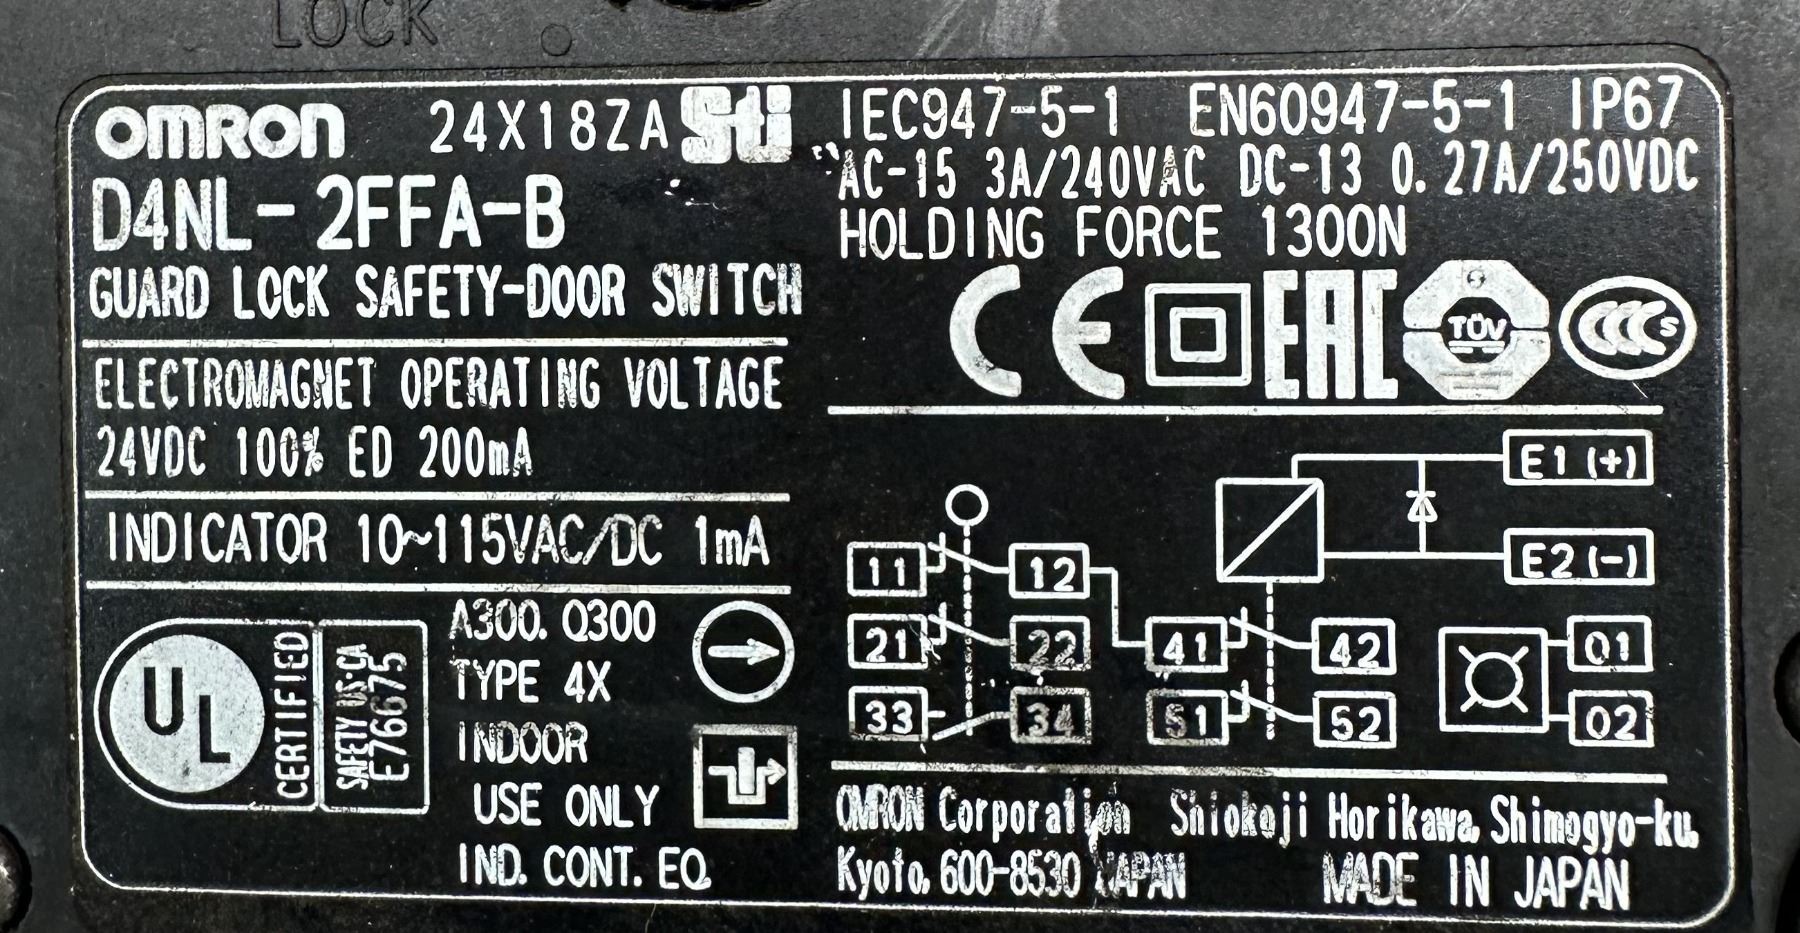 LOCK
OMRON 24X18ZA Sti
D4NL-2FFA-B
GUARD LOCK SAFETY-DOOR SWITCH
ELECTROMAGNET OPERATING VOLTAGE
24VDC 100% ED 200mA
INDICATOR 10~115VAC/DC 1mA
UL
CERTIFIED
SAFETY US-CA
E76675
A300. Q300
TYPE 4X
INDOOR
USE ONLY
IND. CONT. EQ.
IEC947-5-1 EN60947-5-1 IP67
AC-15 3A/240VAC DC-13 0.27A/250VDC
HOLDING FORCE 1300N
CE EAC TÜV CCC S
E1(+)
E2(-)
11 12
21 22 41 42 01
33 34 51 52 02
OMRON Corporation Shiokoji Horikawa, Shimogyo-ku,
Kyoto, 600-8530 JAPAN MADE IN JAPAN